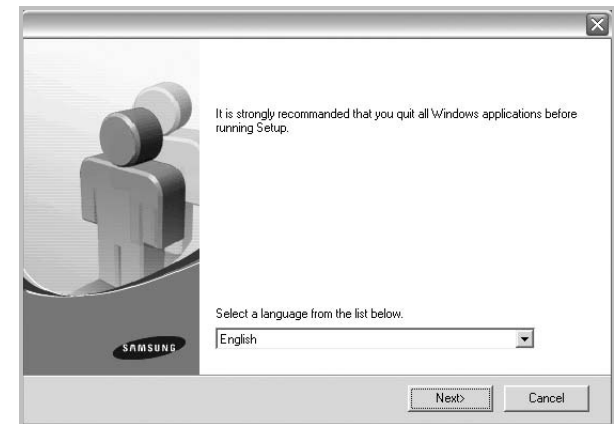 It is strongly recommanded that you quit all Windows applications before
running Setup.
Select a language from the list below.
English
SAMSUNG
Next>
Cancel